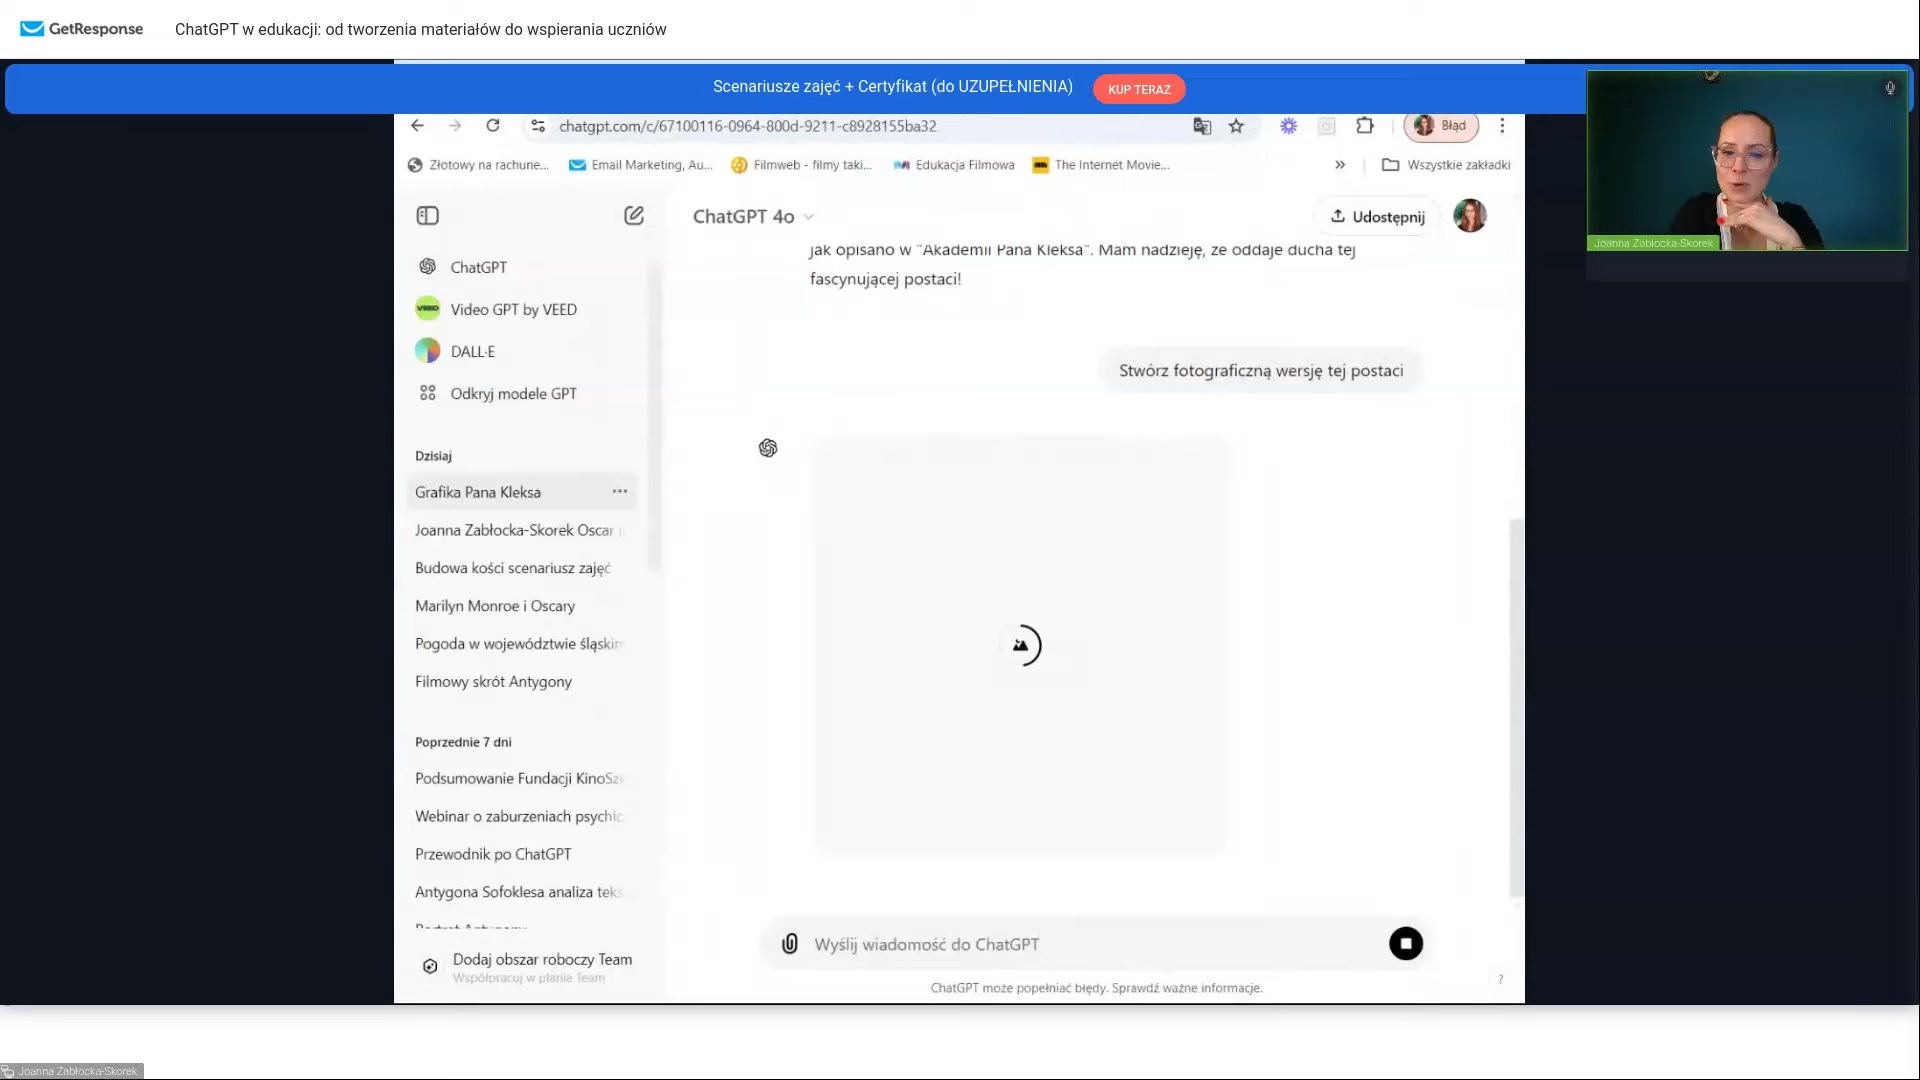 GetResponse
ChatGPT w edukacji: od tworzenia materiałów do wspierania uczniów
Scenariusze zajęć + Certyfikat (do UZUPEŁNIENIA)
KUP TERAZ
chatgpt.com/c/67100116-0964-800d-9211-c8928155ba32
Błąd
Złotowy na rachune...
Email Marketing, Au...
Filmweb - filmy taki...
Edukacja Filmowa
The Internet Movie...
Wszystkie zakładki
Joanna Zabłocka-Skorek
ChatGPT 4o
Udostępnij
ChatGPT
VEED
Video GPT by VEED
DALL·E
Odkryj modele GPT
Dzisiaj
Grafika Pana Kleksa
Joanna Zabłocka-Skorek Oscar
Budowa kości scenariusz zajęć
Marilyn Monroe i Oscary
Pogoda w województwie śląskim
Filmowy skrót Antygony
Poprzednie 7 dni
Podsumowanie Fundacji KinoSz
Webinar o zaburzeniach psychic
Przewodnik po ChatGPT
Antygona Sofoklesa analiza teks
Dodaj obszar roboczy Team
Współpracuj w planie Team
jak opisano w "Akademii Pana Kleksa". Mam nadzieję, że oddaje ducha tej
fascynującej postaci!
Stwórz fotograficzną wersję tej postaci
Wyślij wiadomość do ChatGPT
ChatGPT może popełniać błędy. Sprawdź ważne informacje.
?
Joanna Zabłocka-Skorek